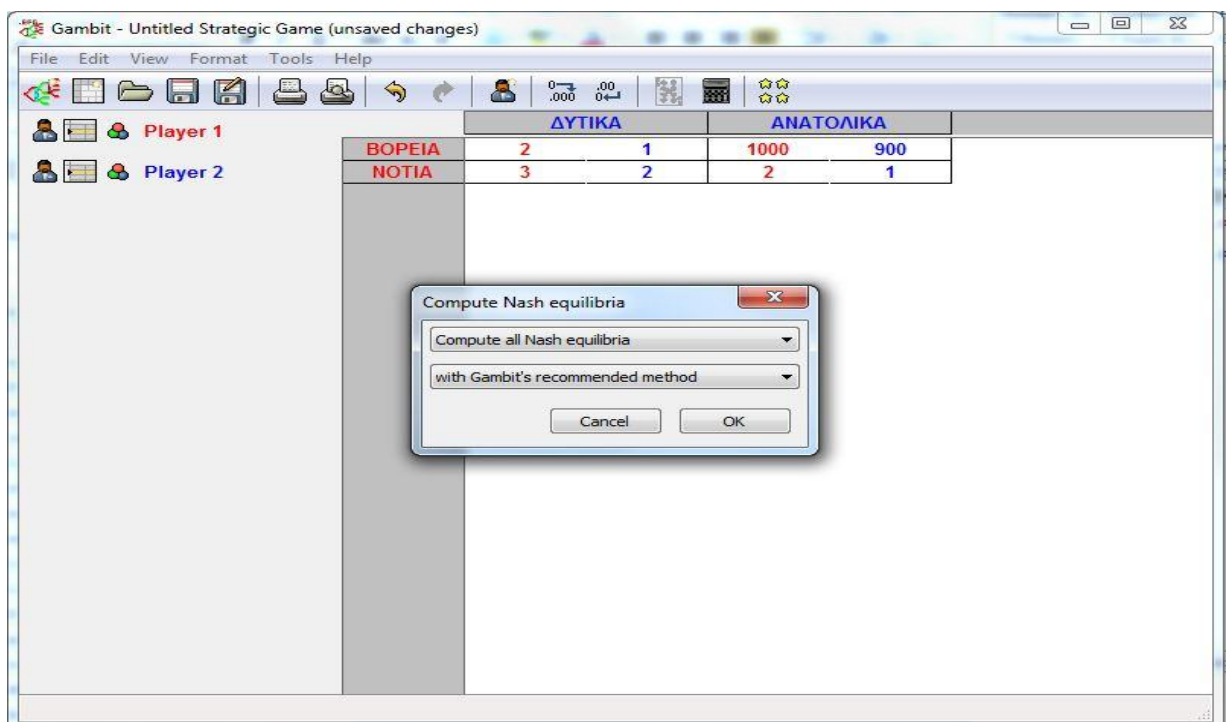 Gambit - Untitled Strategic Game (unsaved changes)
File Edit View Format Tools Help
Player 1
Player 2
ΔΥΤΙΚΑ ΑΝΑΤΟΛΙΚΑ
ΒΟΡΕΙΑ 2 1 1000 900
ΝΟΤΙΑ 3 2 2 1
Compute Nash equilibria
Compute all Nash equilibria
with Gambit's recommended method
Cancel OK